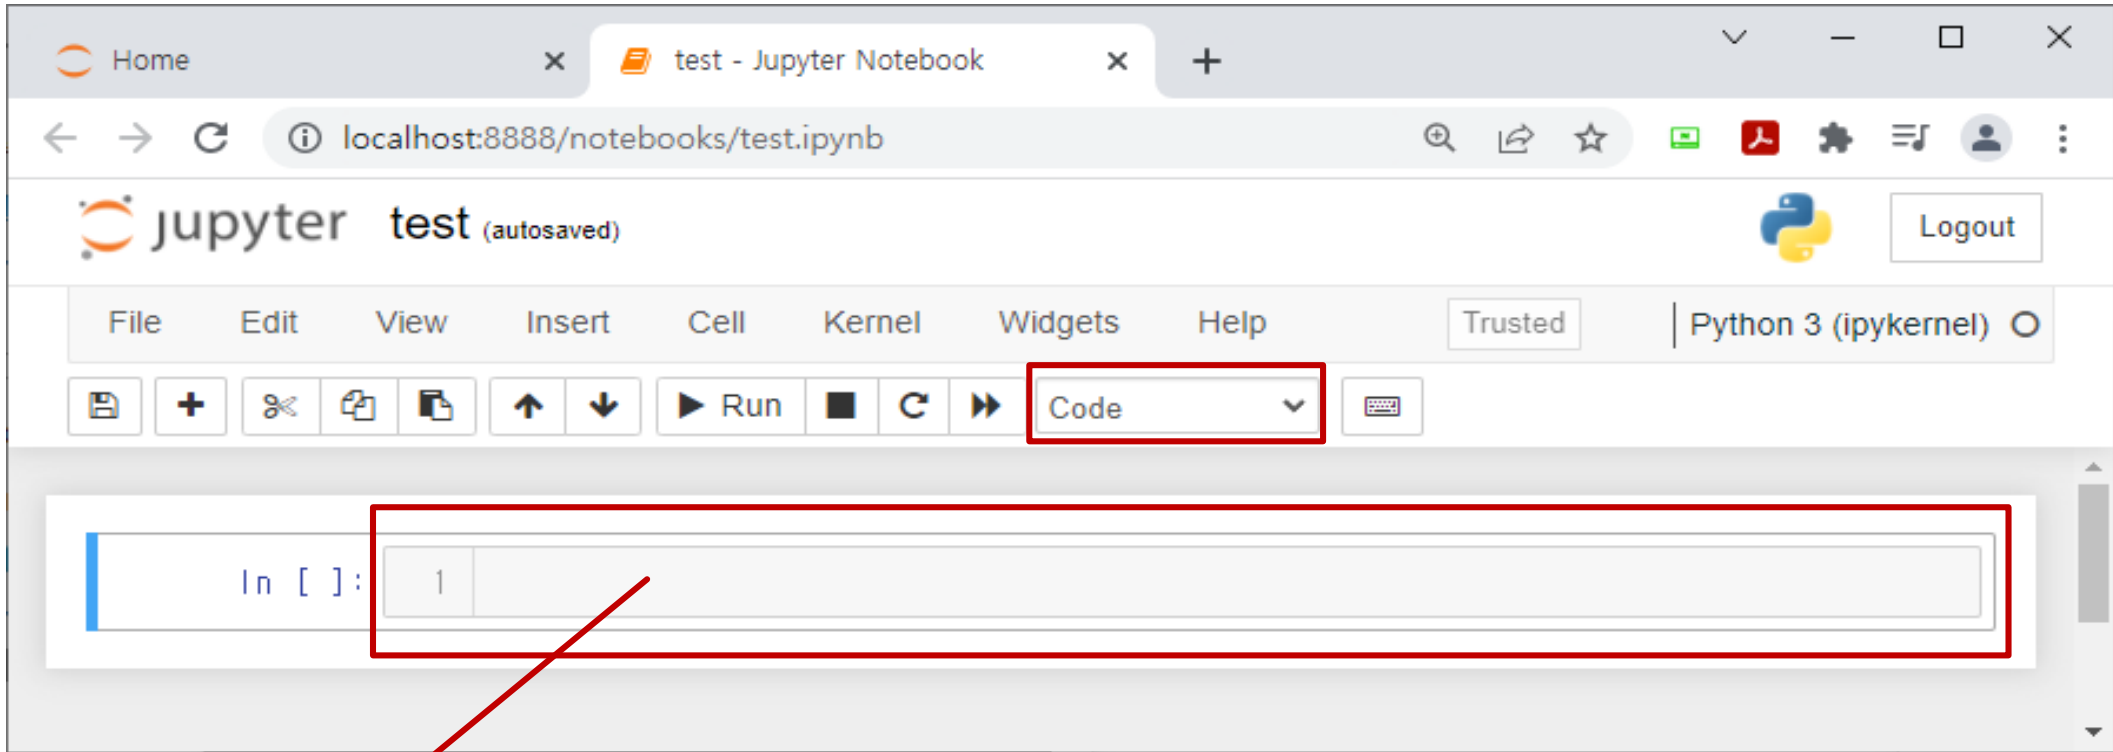 Home
test - Jupyter Notebook
localhost:8888/notebooks/test.ipynb
jupyter test (autosaved)
Logout
File Edit View Insert Cell Kernel Widgets Help Trusted Python 3 (ipykernel)
Run Code
In [ ]: 1